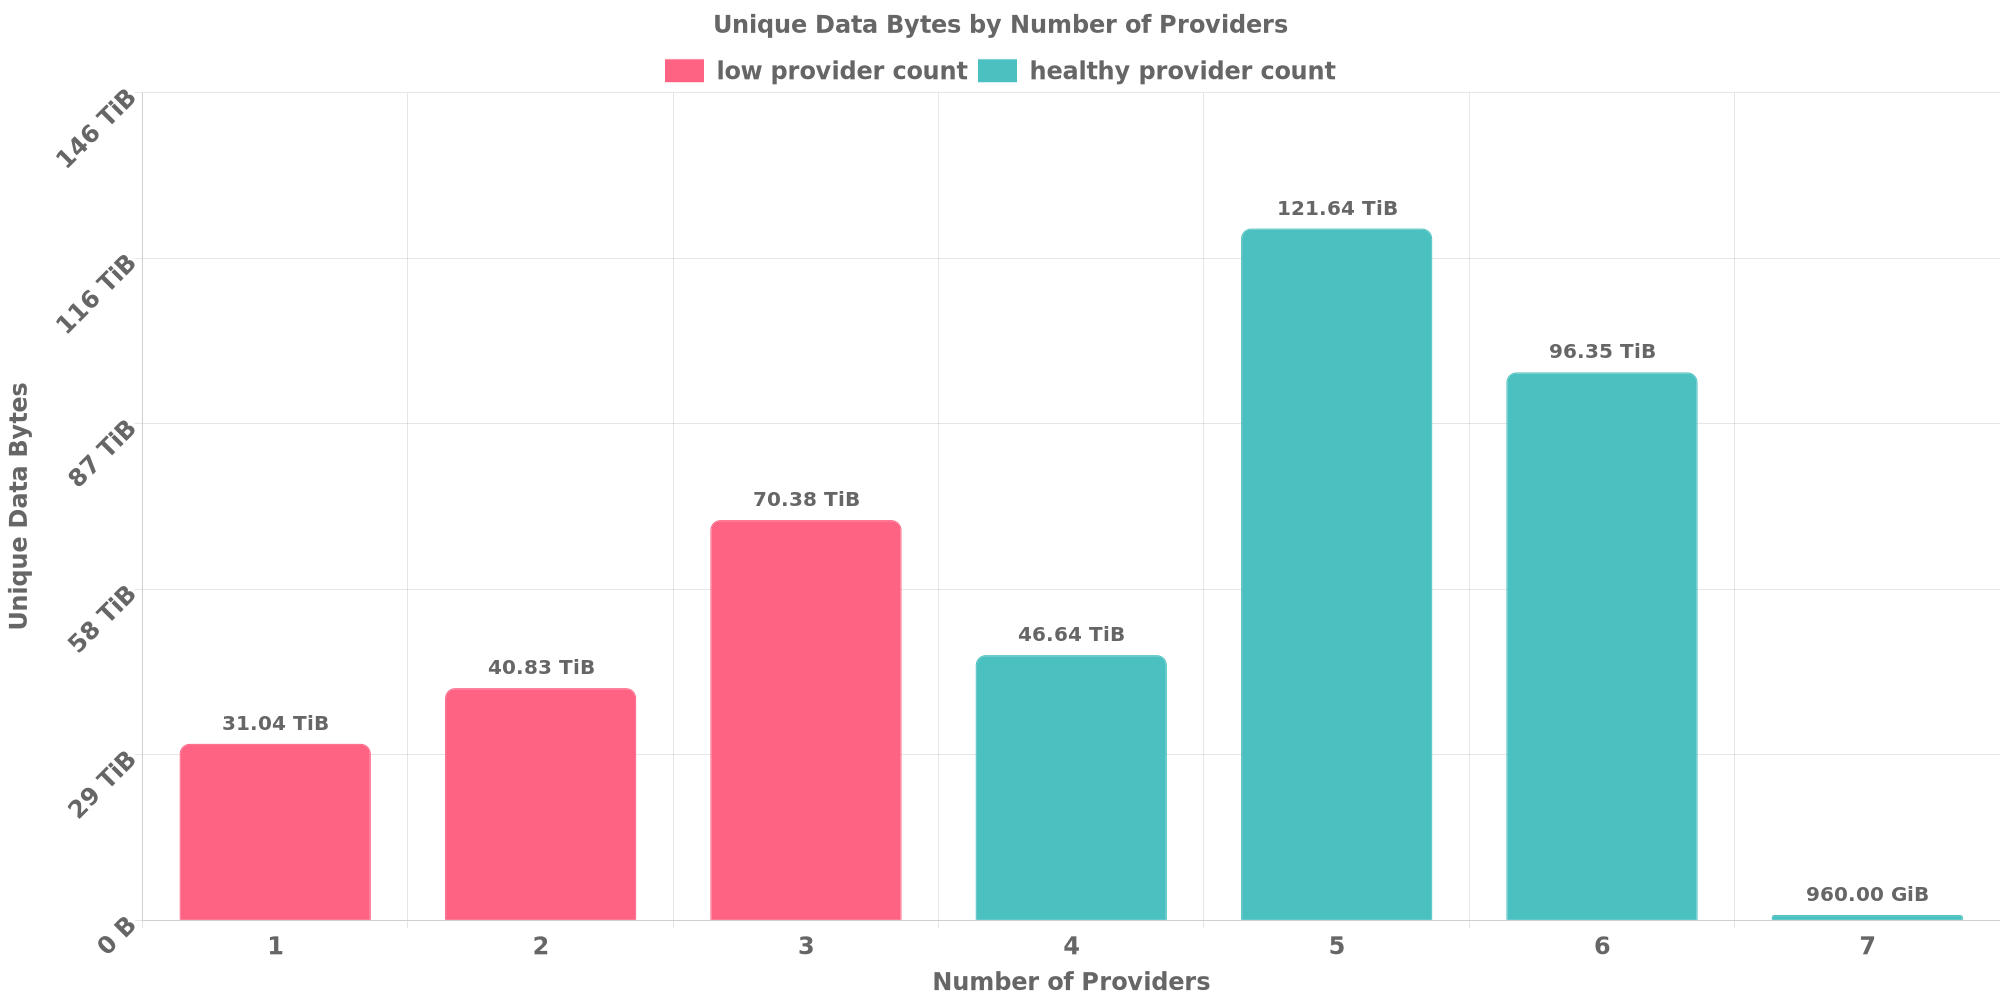 Unique Data Bytes by Number of Providers
low provider count
healthy provider count
146 TiB
116 TiB
87 TiB
58 TiB
29 TiB
0 B
Unique Data Bytes
31.04 TiB
40.83 TiB
70.38 TiB
46.64 TiB
121.64 TiB
96.35 TiB
960.00 GiB
1
2
3
4
5
6
7
Number of Providers